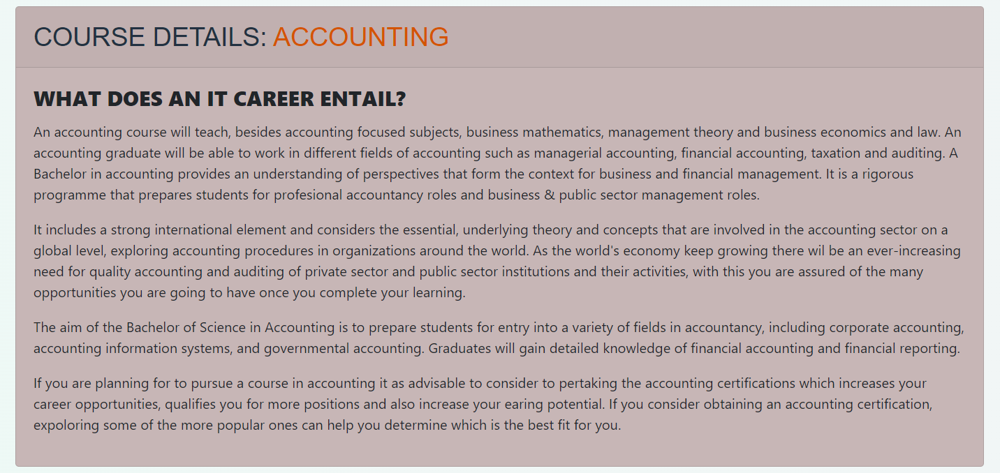 COURSE DETAILS: ACCOUNTING
WHAT DOES AN IT CAREER ENTAIL?
An accounting course will teach, besides accounting focused subjects, business mathematics, management theory and business economics and law. An
accounting graduate will be able to work in different fields of accounting such as managerial accounting, financial accounting, taxation and auditing. A
Bachelor in accounting provides an understanding of perspectives that form the context for business and financial management. It is a rigorous
programme that prepares students for profesional accountancy roles and business & public sector management roles.
It includes a strong international element and considers the essential, underlying theory and concepts that are involved in the accounting sector on a
global level, exploring accounting procedures in organizations around the world. As the world's economy keep growing there wil be an ever-increasing
need for quality accounting and auditing of private sector and public sector institutions and their activities, with this you are assured of the many
opportunities you are going to have once you complete your learning.
The aim of the Bachelor of Science in Accounting is to prepare students for entry into a variety of fields in accountancy, including corporate accounting,
accounting information systems, and governmental accounting. Graduates will gain detailed knowledge of financial accounting and financial reporting.
If you are planning for to pursue a course in accounting it as advisable to consider to pertaking the accounting certifications which increases your
career opportunities, qualifies you for more positions and also increase your earing potential. If you consider obtaining an accounting certification,
expoloring some of the more popular ones can help you determine which is the best fit for you.